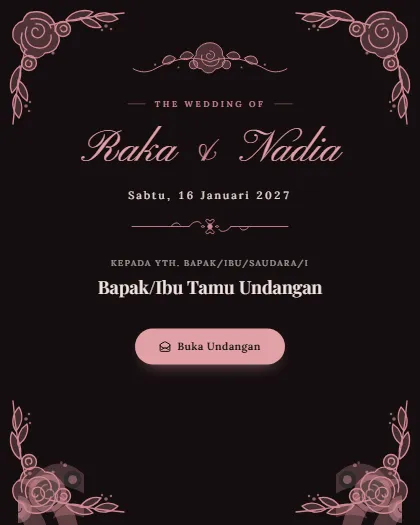 THE WEDDING OF
Raka & Nadia
Sabtu, 16 Januari 2027
KEPADA YTH. BAPAK/IBU/SAUDARA/I
Bapak/Ibu Tamu Undangan
Buka Undangan